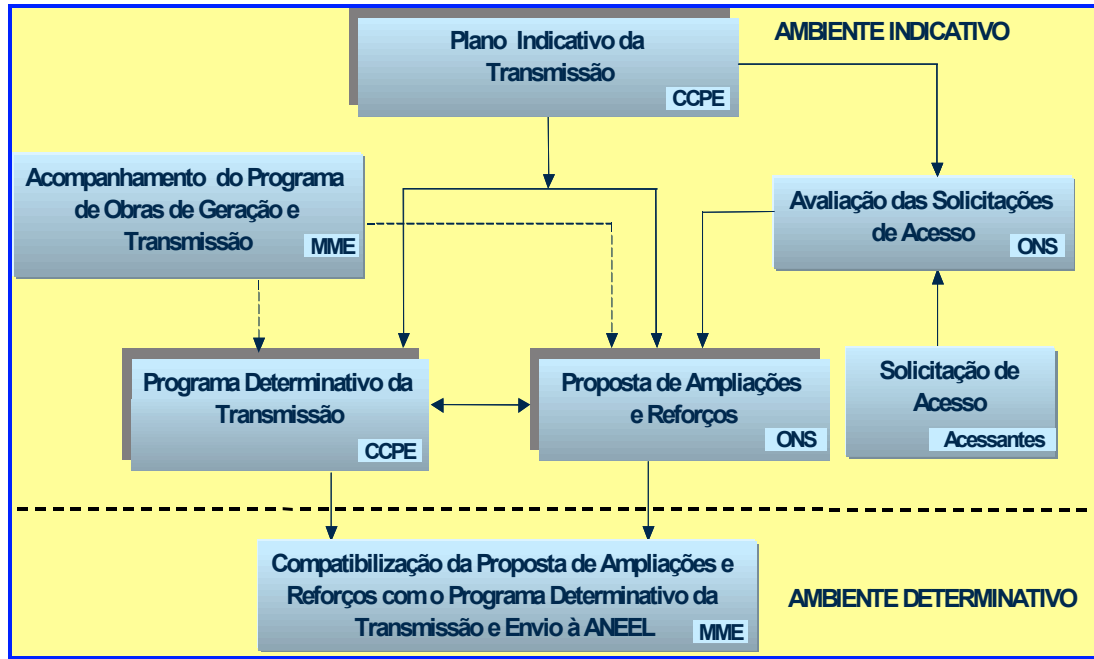 Plano Indicativo da
Transmissão
CCPE
AMBIENTE INDICATIVO
Acompanhamento do Programa
de Obras de Geração e
Transmissão
MME
Avaliação das Solicitações
de Acesso
ONS
Programa Determinativo da
Transmissão
CCPE
Proposta de Ampliações
e Reforços
ONS
Solicitação de
Acesso
Acessantes
Compatibilização da Proposta de Ampliações e
Reforços com o Programa Determinativo da
Transmissão e Envio à ANEEL
MME
AMBIENTE DETERMINATIVO